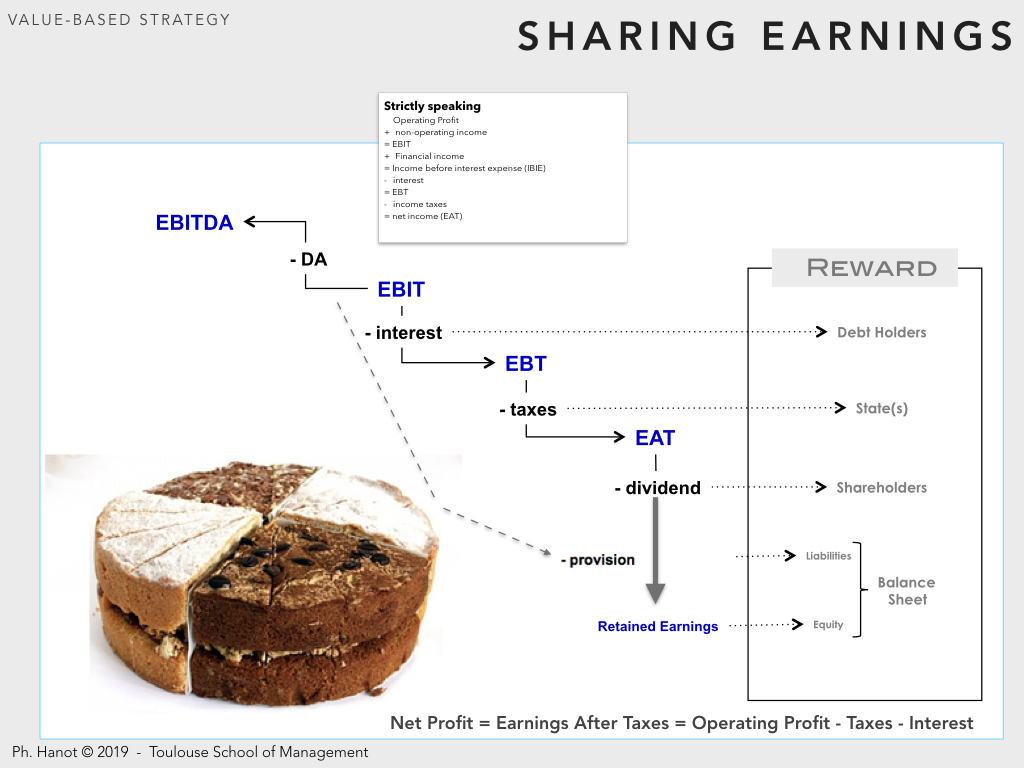 VALUE-BASED STRATEGY
SHARING EARNINGS
Strictly speaking
Operating Profit
+ non-operating income
= EBIT
+ Financial income
= Income before interest expense (IBIE)
- interest
= EBT
- income taxes
= net income (EAT)
EBITDA
- DA
EBIT
REWARD
- interest
Debt Holders
EBT
- taxes
State(s)
EAT
- dividend
Shareholders
- provision
Liabilities
Balance
Sheet
Retained Earnings
Equity
Net Profit = Earnings After Taxes = Operating Profit - Taxes - Interest
Ph. Hanot © 2019 - Toulouse School of Management